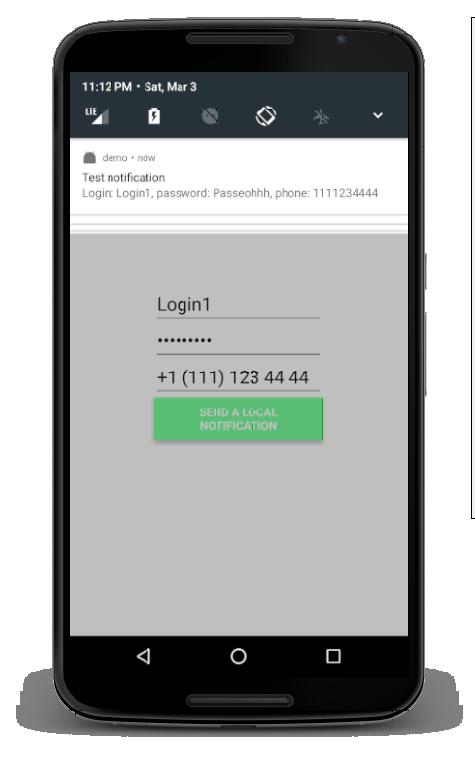 11:12 PM • Sat, Mar 3
LTE
demo • now
Test notification
Login: Login1, password: Passeohhh, phone: 1111234444
Login1
•••••••••
+1 (111) 123 44 44
SEND A LOCAL
NOTIFICATION